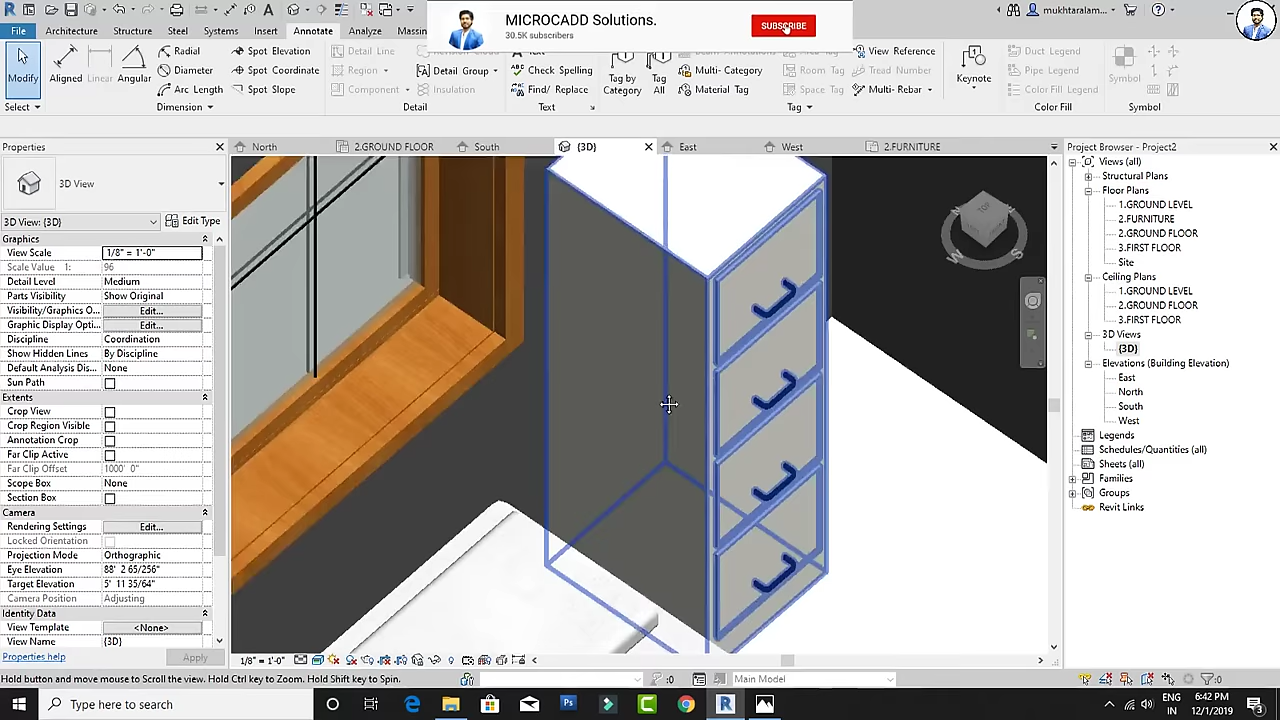 MICROCADD Solutions.
30.5K subscribers
SUBSCRIBE
mukhtaralam...
File
Structure
Steel
Systems
Insert
Annotate
Analyze
Massin
Modify
Select
Aligned
Linear
Angular
Radial
Diameter
Arc Length
Spot Elevation
Spot Coordinate
Spot Slope
Dimension
Detail Line
Region
Component
Detail Group
Insulation
Detail
Text
Check Spelling
Find/ Replace
Text
Tag by
Category
Tag
All
Multi- Category
Material Tag
Room Tag
Space Tag
View Reference
Tread Number
Multi- Rebar
Tag
Keynote
Duct Legend
Pipe Legend
Color Fill Legend
Color Fill
Symbol
Symbol
North
2.GROUND FLOOR
South
{3D}
East
West
2.FURNITURE
Properties
3D View
3D View: {3D}
Edit Type
Graphics
View Scale 1/8" = 1'-0"
Scale Value 1: 96
Detail Level Medium
Parts Visibility Show Original
Visibility/Graphics O... Edit...
Graphic Display Opti... Edit...
Discipline Coordination
Show Hidden Lines By Discipline
Default Analysis Dis... None
Sun Path
Extents
Crop View
Crop Region Visible
Annotation Crop
Far Clip Active
Far Clip Offset 1000' 0"
Scope Box None
Section Box
Camera
Rendering Settings Edit...
Locked Orientation
Projection Mode Orthographic
Eye Elevation 88' 2 65/256"
Target Elevation 5' 11 35/64"
Camera Position Adjusting
Identity Data
View Template <None>
View Name {3D}
Properties help
Apply
TOP
W
S
Project Browser - Project2
Views (all)
Structural Plans
Floor Plans
1.GROUND LEVEL
2.FURNITURE
2.GROUND FLOOR
3.FIRST FLOOR
Site
Ceiling Plans
1.GROUND LEVEL
2.GROUND FLOOR
3.FIRST FLOOR
3D Views
{3D}
Elevations (Building Elevation)
East
North
South
West
Legends
Schedules/Quantities (all)
Sheets (all)
Families
Groups
Revit Links
1/8" = 1'-0"
Hold button and move mouse to Scroll the view. Hold Ctrl key to Zoom. Hold Shift key to Spin.
:0
Main Model
:0
Type here to search
ENG
IN
6:42 PM
12/1/2019